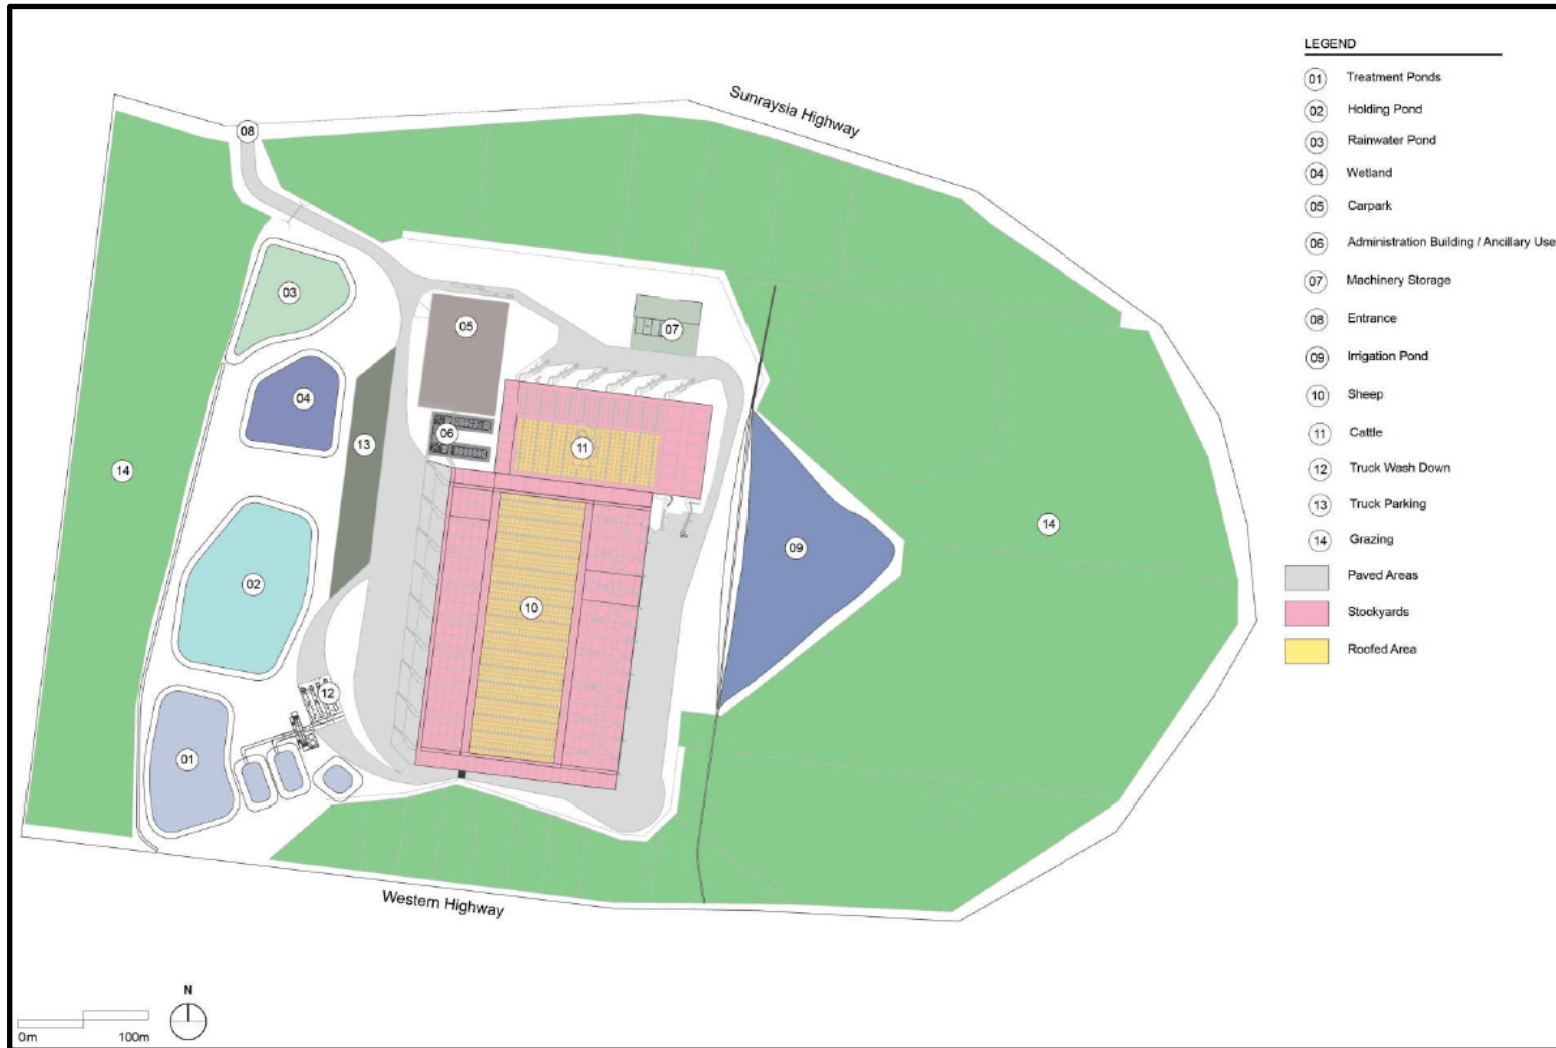 Sunraysia Highway
08
03
05
07
04
06
13
11
14
14
09
02
10
12
01
Western Highway
N
0m 100m
LEGEND
01 Treatment Ponds
02 Holding Pond
03 Rainwater Pond
04 Wetland
05 Carpark
06 Administration Building / Ancillary Use
07 Machinery Storage
08 Entrance
09 Irrigation Pond
10 Sheep
11 Cattle
12 Truck Wash Down
13 Truck Parking
14 Grazing
Paved Areas
Stockyards
Roofed Area